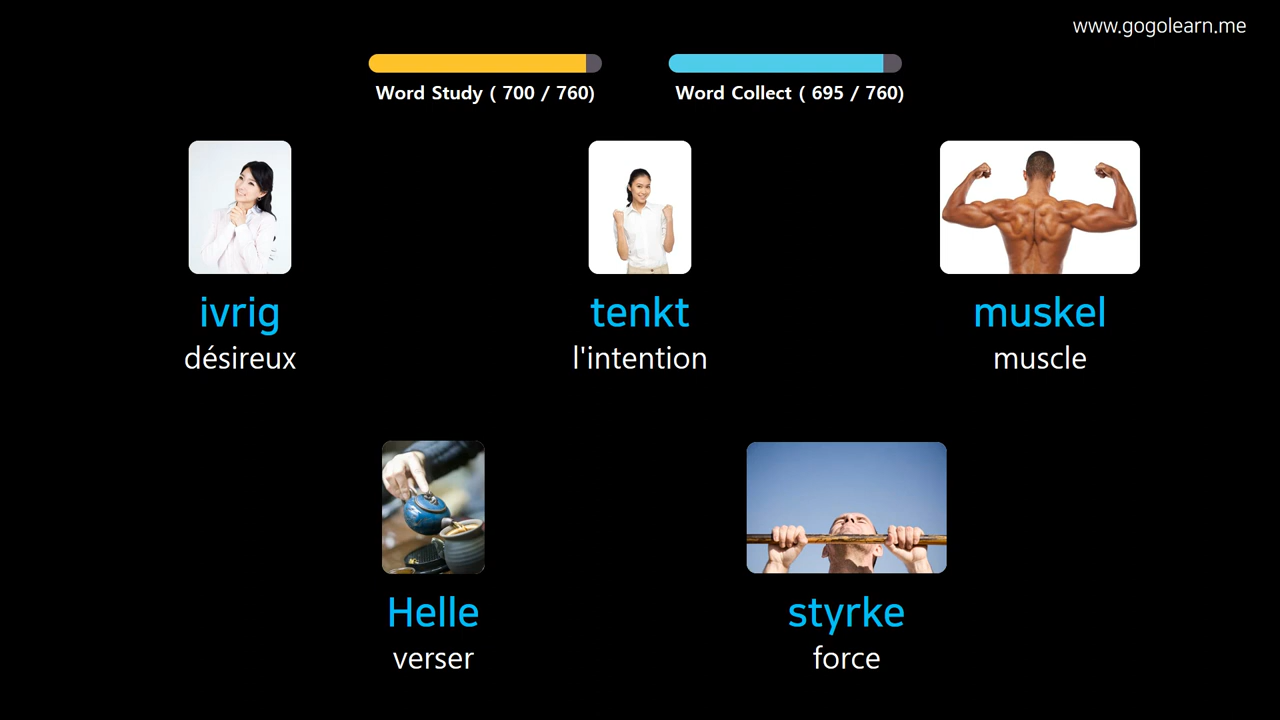 www.gogolearn.me
Word Study ( 700 / 760)
Word Collect ( 695 / 760)
ivrig
désireux
tenkt
l'intention
muskel
muscle
Helle
verser
styrke
force